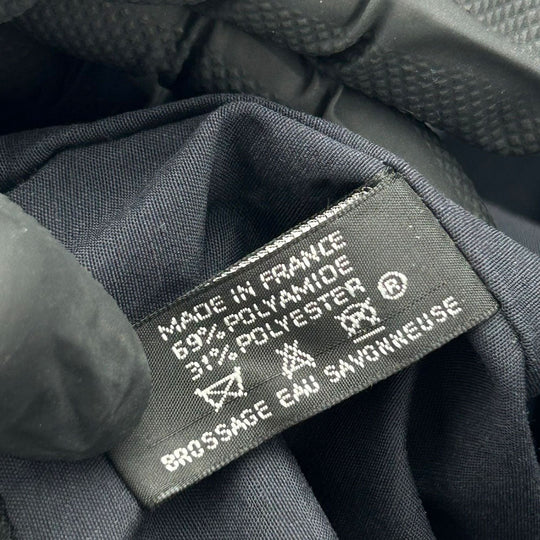 MADE IN FRANCE
69% POLYAMIDE
31% POLYESTER
®
BROSSAGE EAU SAVONNEUSE